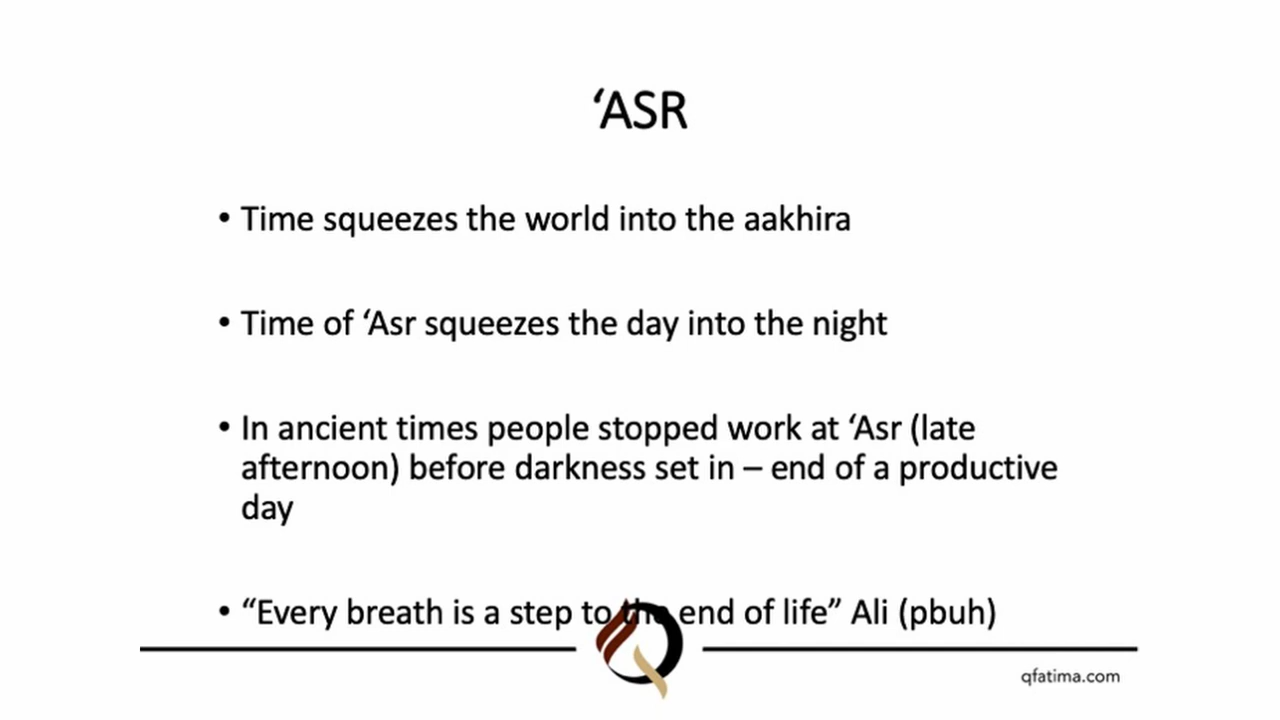 ‘ASR
• Time squeezes the world into the aakhira
• Time of ‘Asr squeezes the day into the night
• In ancient times people stopped work at ‘Asr (late
afternoon) before darkness set in – end of a productive
day
• “Every breath is a step to the end of life” Ali (pbuh)
qfatima.com